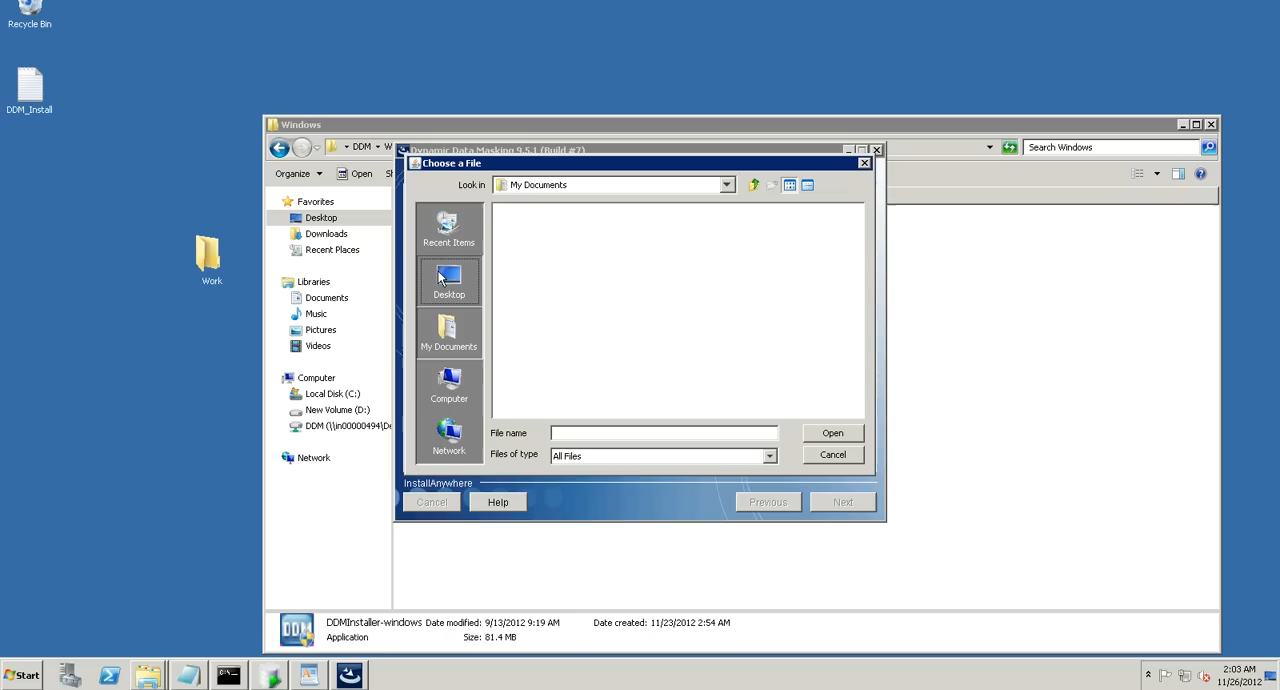 Recycle Bin
DDM_Install
Work
Windows
DDM
W
Search Windows
Organize
Open
Favorites
Desktop
Downloads
Recent Places
Libraries
Documents
Music
Pictures
Videos
Computer
Local Disk (C:)
New Volume (D:)
DDM (\\in00000494\De
Network
Dynamic Data Masking 9.5.1 (Build #7)
Choose a File
Look in
My Documents
Recent Items
Desktop
My Documents
Computer
Network
File name
Open
Files of type
All Files
Cancel
InstallAnywhere
Cancel
Help
Previous
Next
DDMInstaller-windows Date modified: 9/13/2012 9:19 AM Date created: 11/23/2012 2:54 AM
Application Size: 81.4 MB
Start
2:03 AM
11/26/2012